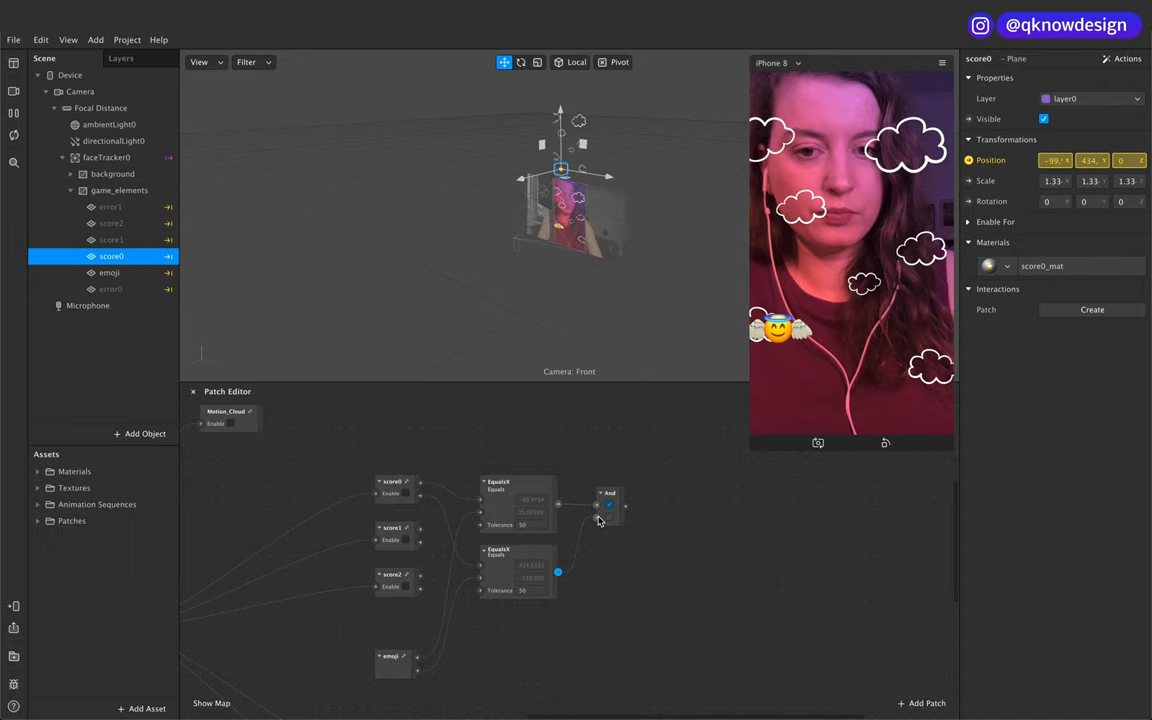 @qknowdesign
File Edit View Add Project Help
Scene Layers
Device
Camera
Focal Distance
ambientLight0
directionalLight0
faceTracker0
background
game_elements
error1
score2
score1
score0
emoji
error0
Microphone
+ Add Object
Assets
Materials
Textures
Animation Sequences
Patches
+ Add Asset
View Filter Local Pivot
Camera: Front
iPhone 8
Patch Editor
Motion_Cloud
Enable
score0
Enable
score1
Enable
score2
Enable
emoji
EqualsX
Equals
Tolerance 50
EqualsX
Equals
Tolerance 50
And
Show Map
+ Add Patch
score0 - Plane Actions
Properties
Layer layer0
Visible
Transformations
Position -99, X 434, Y 0 Z
Scale 1.33 X 1.33 Y 1.33 Z
Rotation 0 X 0 Y 0 Z
Enable For
Materials
score0_mat
Interactions
Patch Create